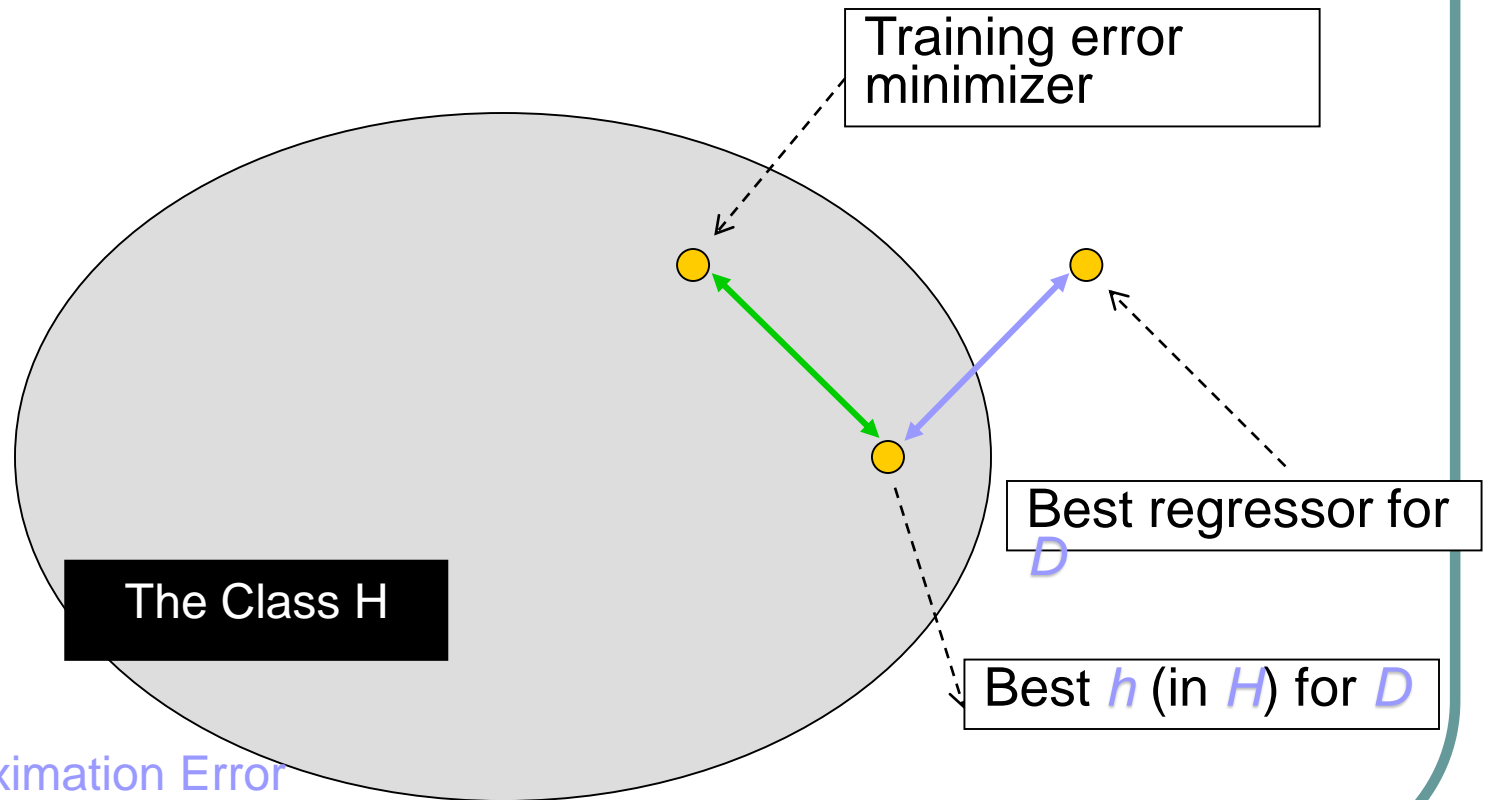 Training error
minimizer
Best regressor for
D
The Class H
Best h (in H) for D
ximation Error